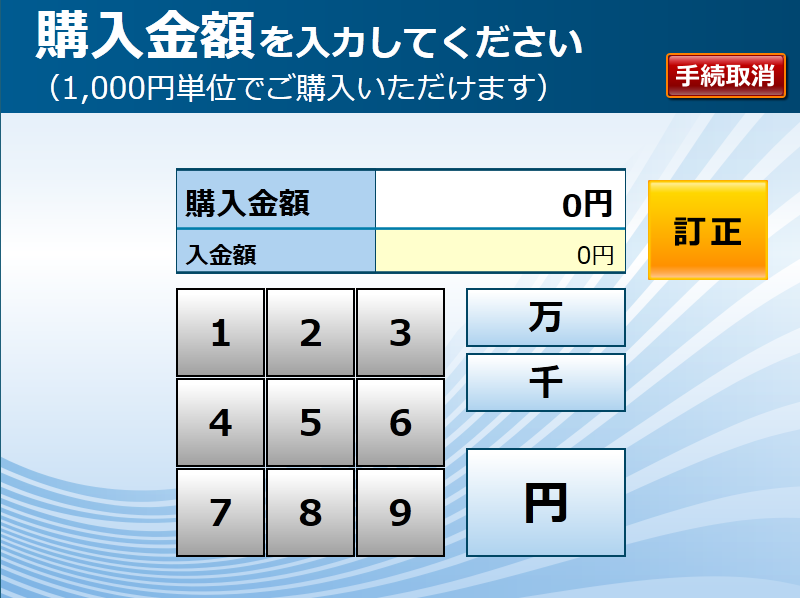 購入金額を入力してください
（1,000円単位でご購入いただけます）
手続取消
購入金額 0円
入金額 0円
訂正
1 2 3 万
千
4 5 6
7 8 9 円